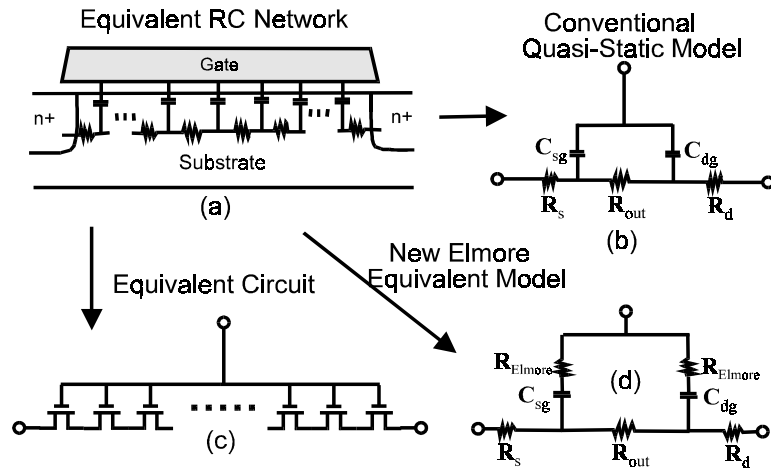 Equivalent RC Network
Gate
n+
n+
Substrate
(a)
Conventional
Quasi-Static Model
Csg
Cdg
Rs
Rout
Rd
(b)
Equivalent Circuit
(c)
New Elmore
Equivalent Model
RElmore
RElmore
(d)
Csg
Cdg
Rs
Rout
Rd